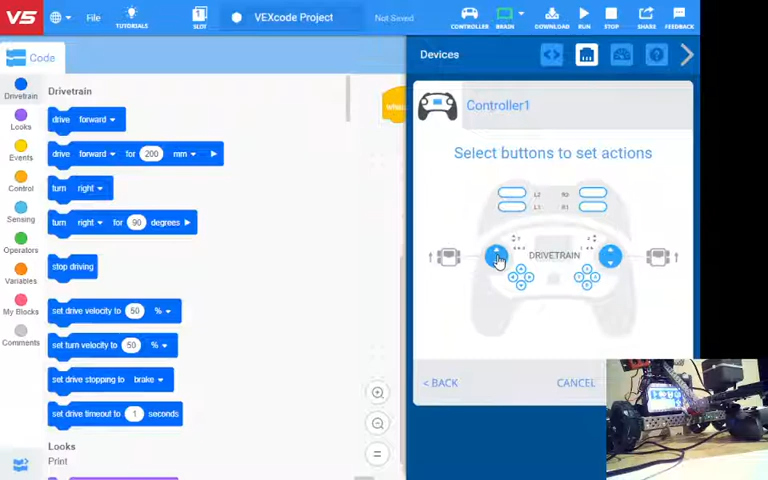 V5
File
TUTORIALS
1
SLOT
VEXcode Project
Not Saved
CONTROLLER
BRAIN
DOWNLOAD
RUN
STOP
SHARE
FEEDBACK
Code
Devices
Drivetrain
Looks
Events
Control
Sensing
Operators
Variables
My Blocks
Comments
Drivetrain
drive forward
drive forward for 200 mm
turn right
turn right for 90 degrees
stop driving
set drive velocity to 50 %
set turn velocity to 50 %
set drive stopping to brake
set drive timeout to 1 seconds
Looks
Print
Controller1
Select buttons to set actions
L2
L1
R1
DRIVETRAIN
< BACK
CANCEL